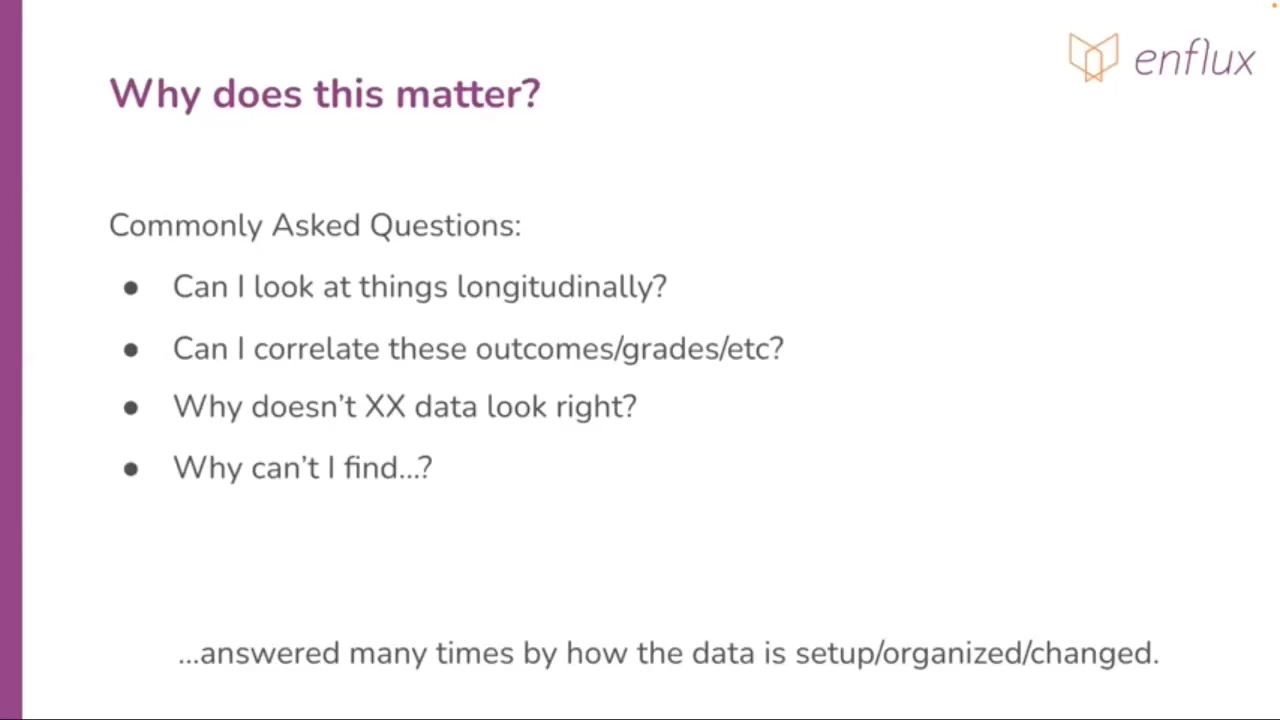 enflux
Why does this matter?
Commonly Asked Questions:
● Can I look at things longitudinally?
● Can I correlate these outcomes/grades/etc?
● Why doesn’t XX data look right?
● Why can’t I find...?
...answered many times by how the data is setup/organized/changed.